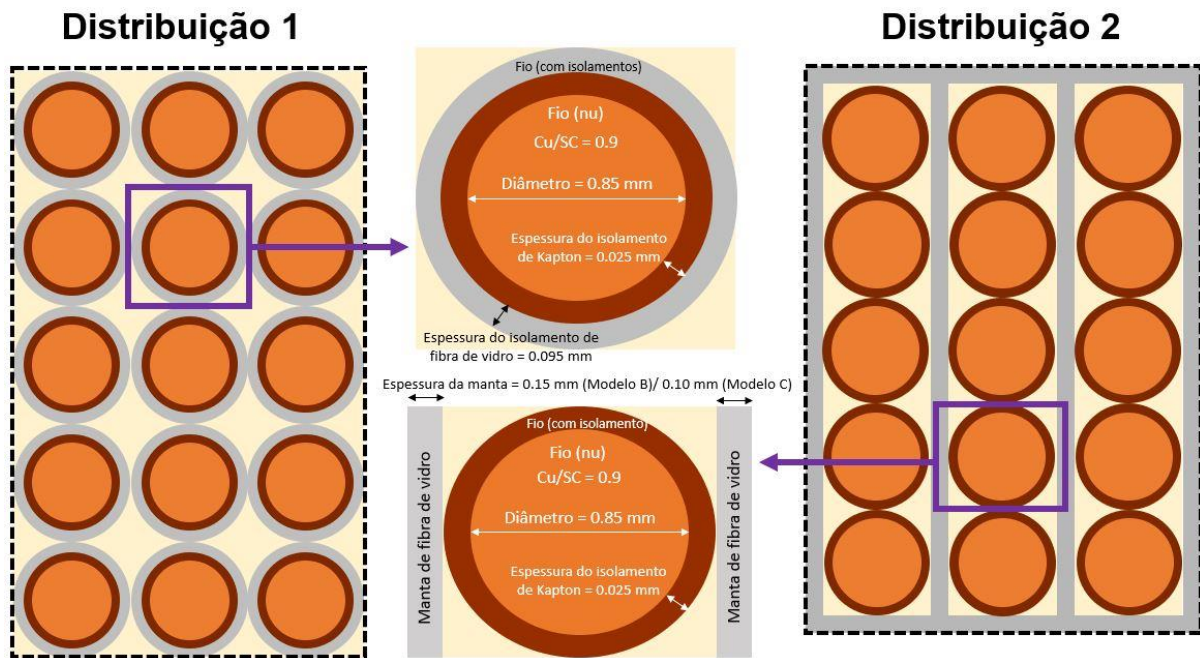 Distribuição 1
Distribuição 2
Fio (com isolamentos)
Fio (nu)
Cu/SC = 0.9
Diâmetro = 0.85 mm
Espessura do isolamento
de Kapton = 0.025 mm
Espessura do isolamento de
fibra de vidro = 0.095 mm
Espessura da manta = 0.15 mm (Modelo B)/ 0.10 mm (Modelo C)
Manta de fibra de vidro
Fio (com isolamento)
Fio (nu)
Cu/SC = 0.9
Diâmetro = 0.85 mm
Espessura do isolamento
de Kapton = 0.025 mm
Manta de fibra de vidro